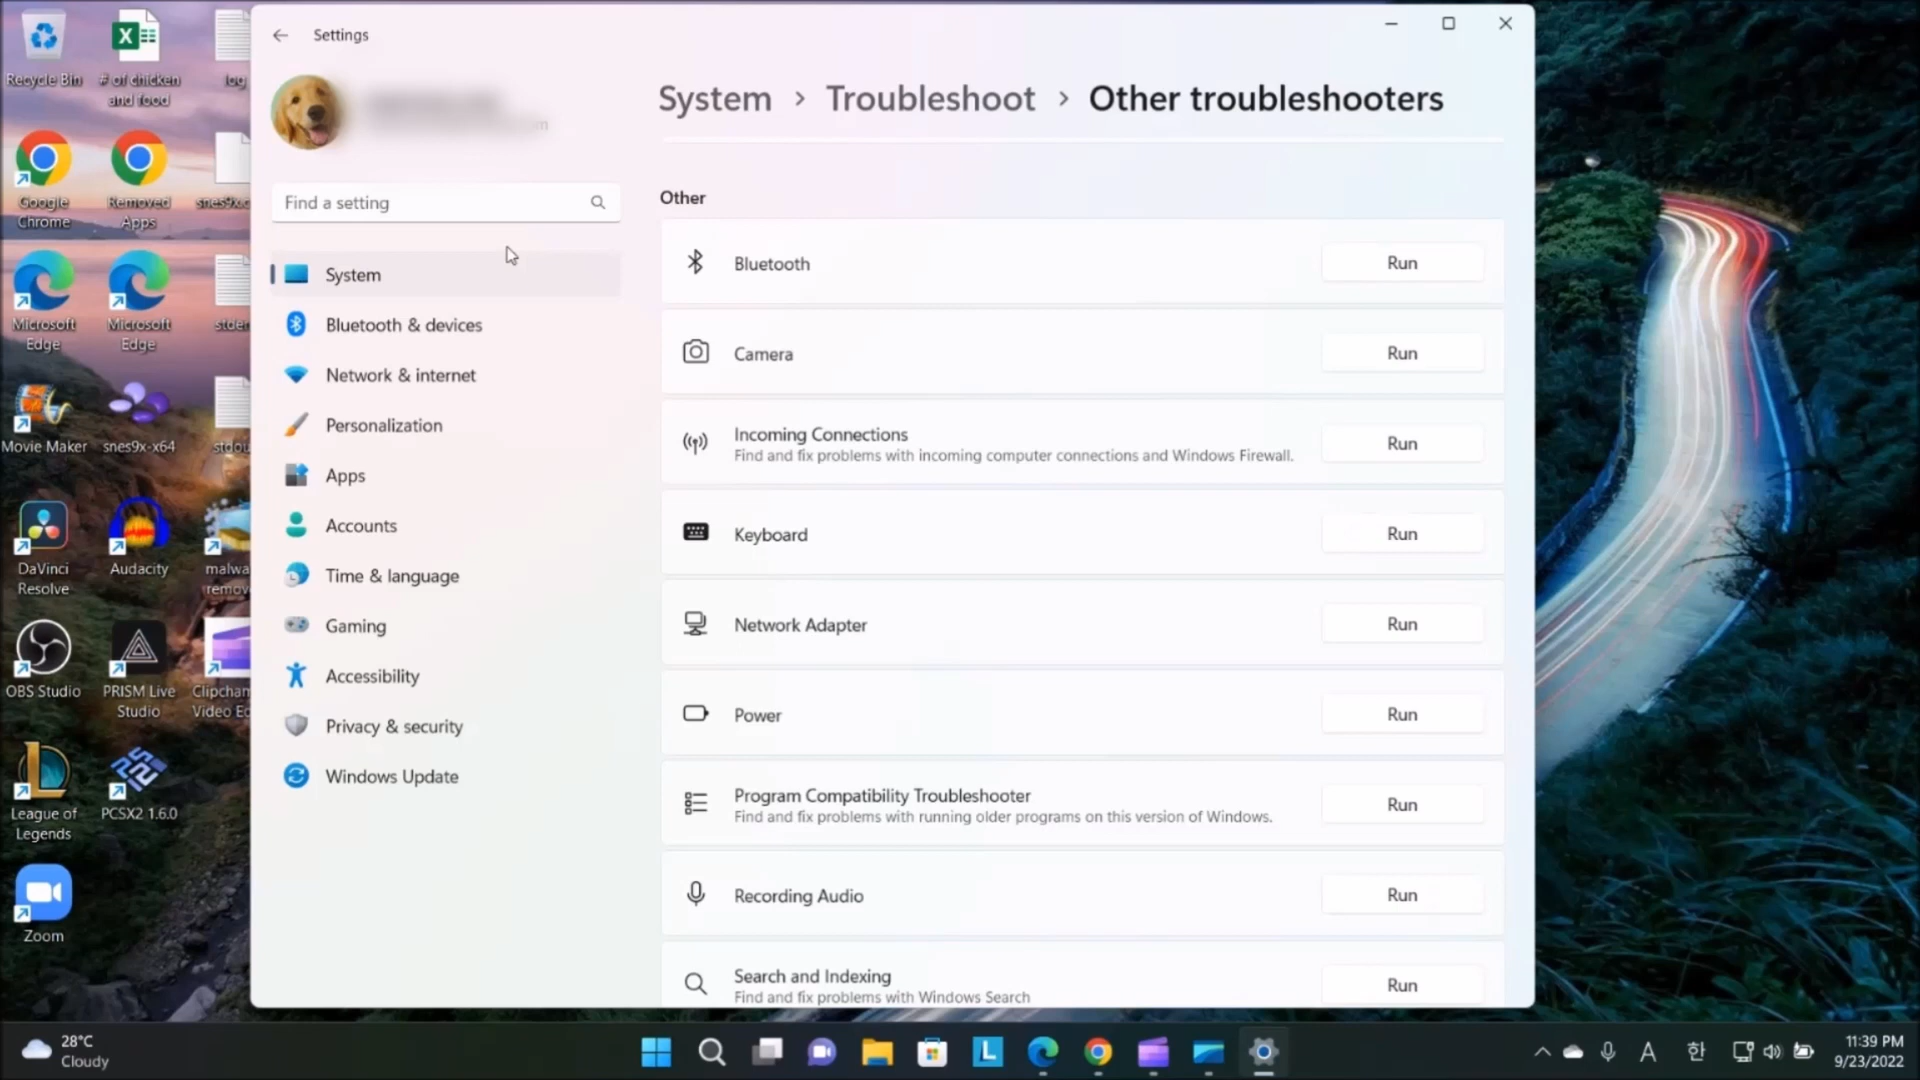 Recycle Bin
# of chicken
and food
log
Google
Chrome
Removed
Apps
Microsoft
Edge
Microsoft
Edge
Movie Maker
snes9x-x64
DaVinci
Resolve
Audacity
OBS Studio
PRISM Live
Studio
League of
Legends
PCSX2 1.6.0
Zoom
Settings
Find a setting
System
Bluetooth & devices
Network & internet
Personalization
Apps
Accounts
Time & language
Gaming
Accessibility
Privacy & security
Windows Update
System > Troubleshoot > Other troubleshooters
Other
Bluetooth
Run
Camera
Run
Incoming Connections
Find and fix problems with incoming computer connections and Windows Firewall.
Run
Keyboard
Run
Network Adapter
Run
Power
Run
Program Compatibility Troubleshooter
Find and fix problems with running older programs on this version of Windows.
Run
Recording Audio
Run
Search and Indexing
Find and fix problems with Windows Search
Run
28°C
Cloudy
L
A
한
11:39 PM
9/23/2022